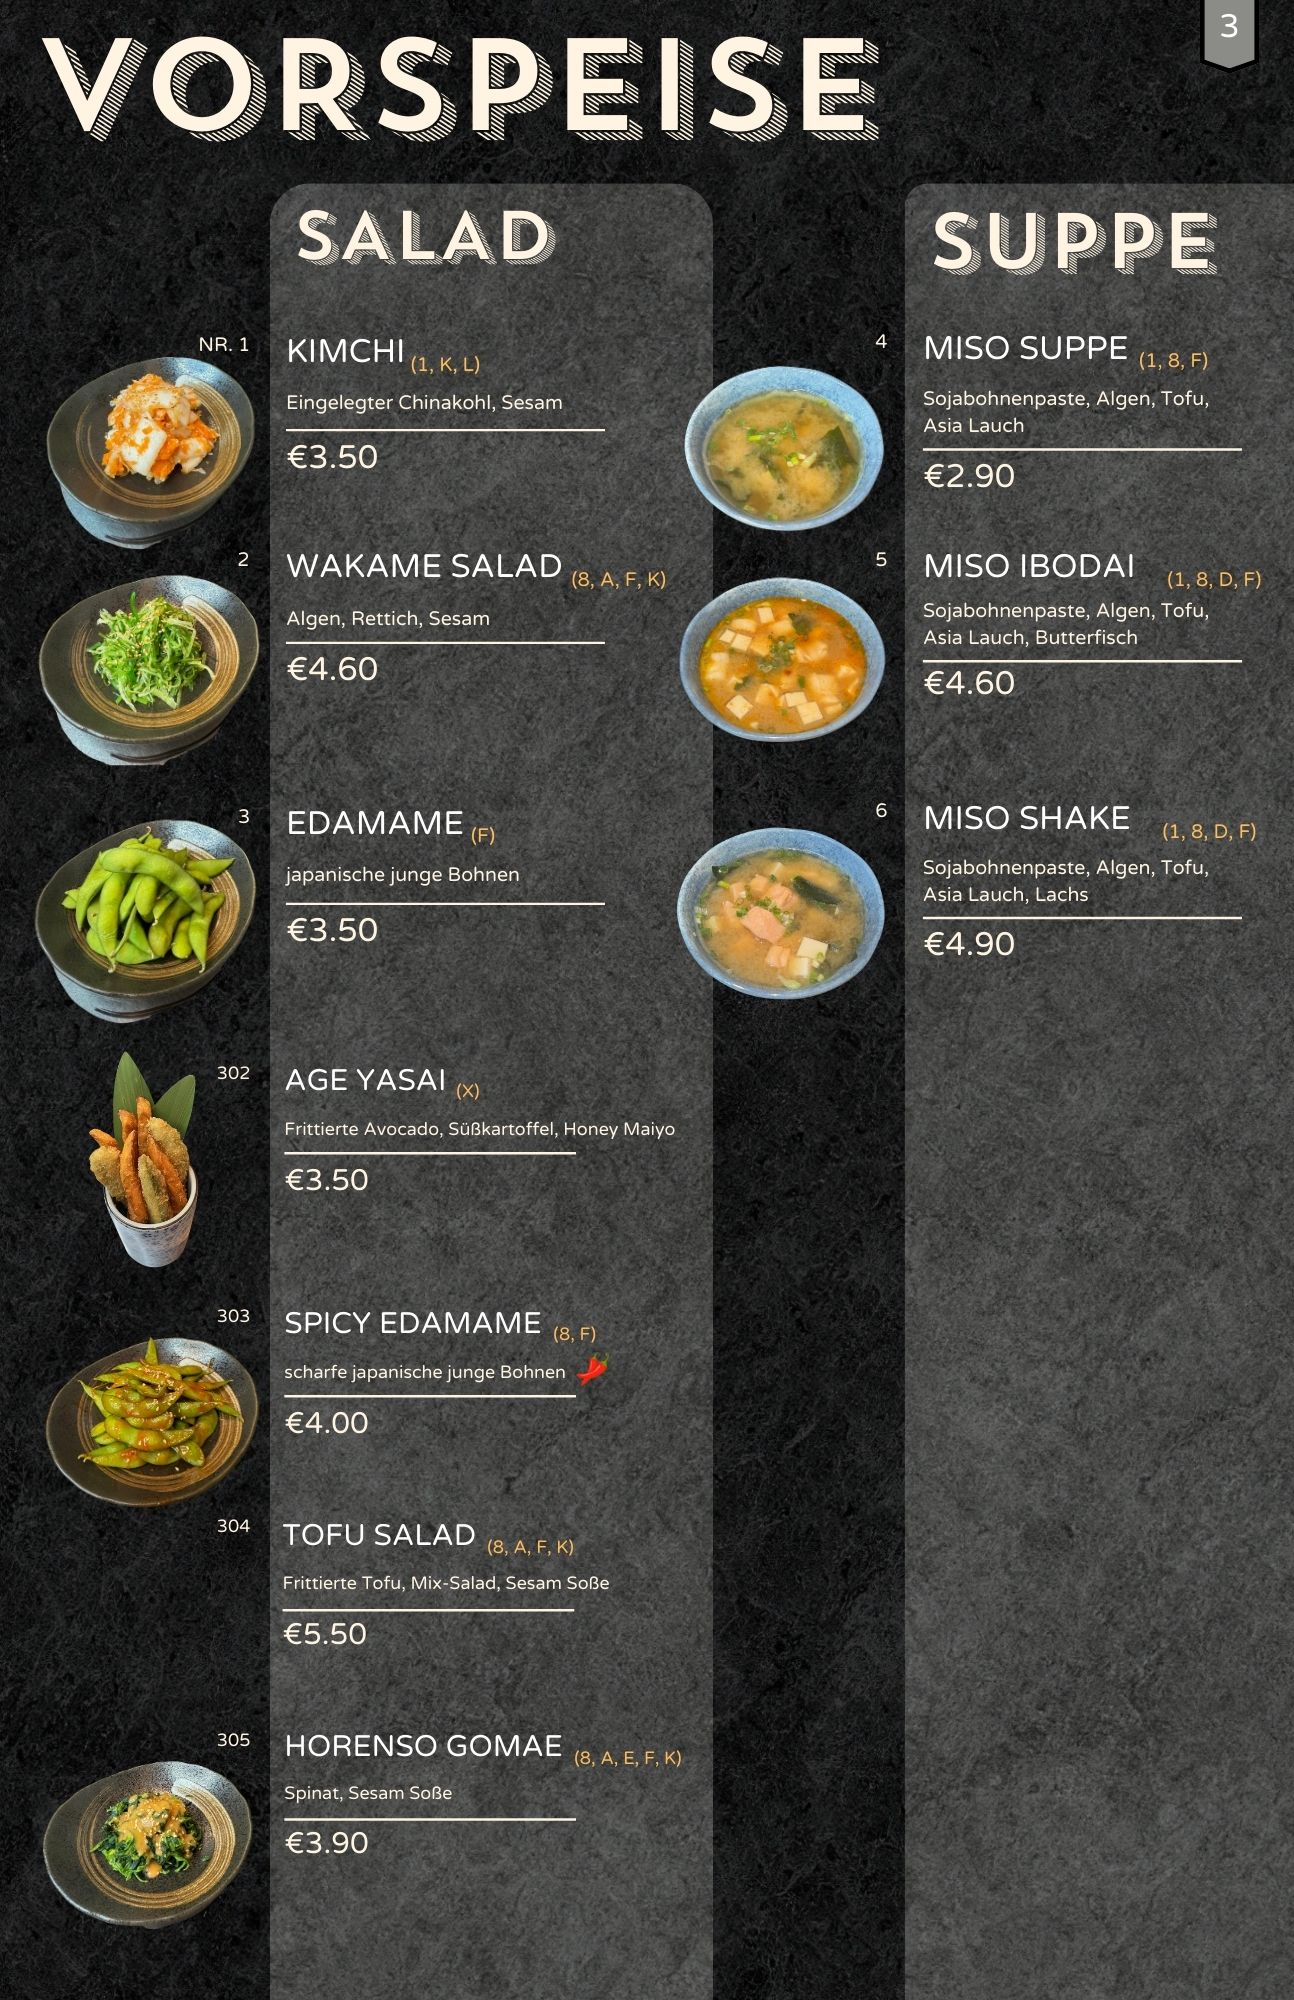 3
VORSPEISE
SALAD
NR. 1
KIMCHI (1, K, L)
Eingelegter Chinakohl, Sesam
€3.50
2
WAKAME SALAD (8, A, F, K)
Algen, Rettich, Sesam
€4.60
3
EDAMAME (F)
japanische junge Bohnen
€3.50
302
AGE YASAI (X)
Frittierte Avocado, Süßkartoffel, Honey Maiyo
€3.50
303
SPICY EDAMAME (8, F)
scharfe japanische junge Bohnen
€4.00
304
TOFU SALAD (8, A, F, K)
Frittierte Tofu, Mix-Salad, Sesam Soße
€5.50
305
HORENSO GOMAE (8, A, E, F, K)
Spinat, Sesam Soße
€3.90
SUPPE
4
MISO SUPPE (1, 8, F)
Sojabohnenpaste, Algen, Tofu,
Asia Lauch
€2.90
5
MISO IBODAI (1, 8, D, F)
Sojabohnenpaste, Algen, Tofu,
Asia Lauch, Butterfisch
€4.60
6
MISO SHAKE (1, 8, D, F)
Sojabohnenpaste, Algen, Tofu,
Asia Lauch, Lachs
€4.90